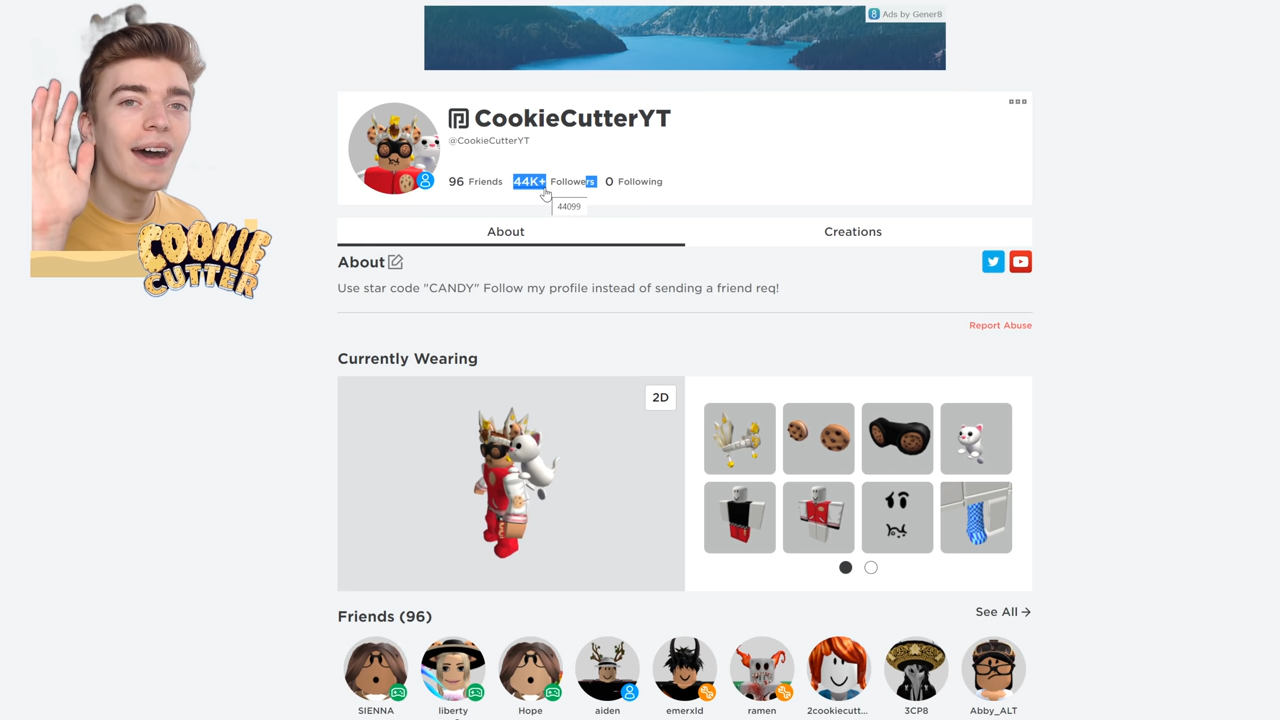 Ads by Gener8
CookieCutterYT
@CookieCutterYT
96 Friends 44K+ Followers 0 Following
44099
COOKIE
CUTTER
About Creations
About
Use star code "CANDY" Follow my profile instead of sending a friend req!
Report Abuse
Currently Wearing
2D
Friends (96)
See All
SIENNA liberty Hope aiden emerxld ramen 2cookiecutt... 3CP8 Abby_ALT